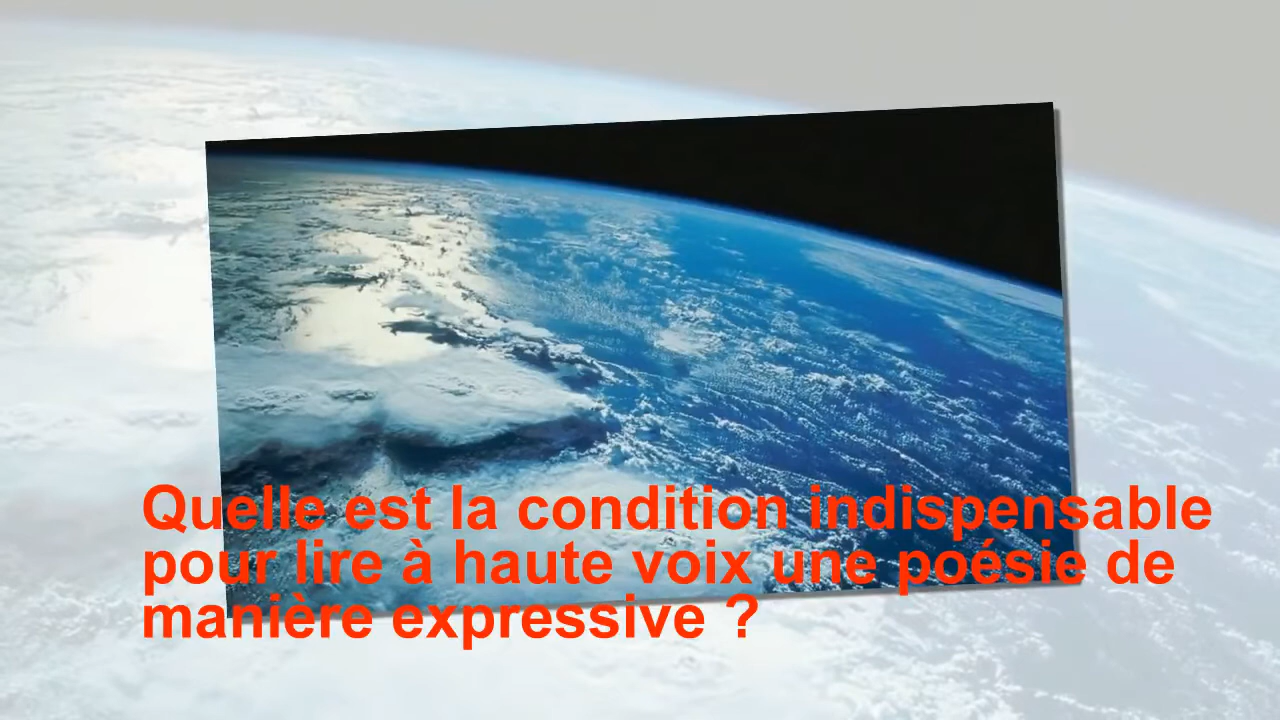 Quelle est la condition indispensable
pour lire à haute voix une poésie de
manière expressive ?